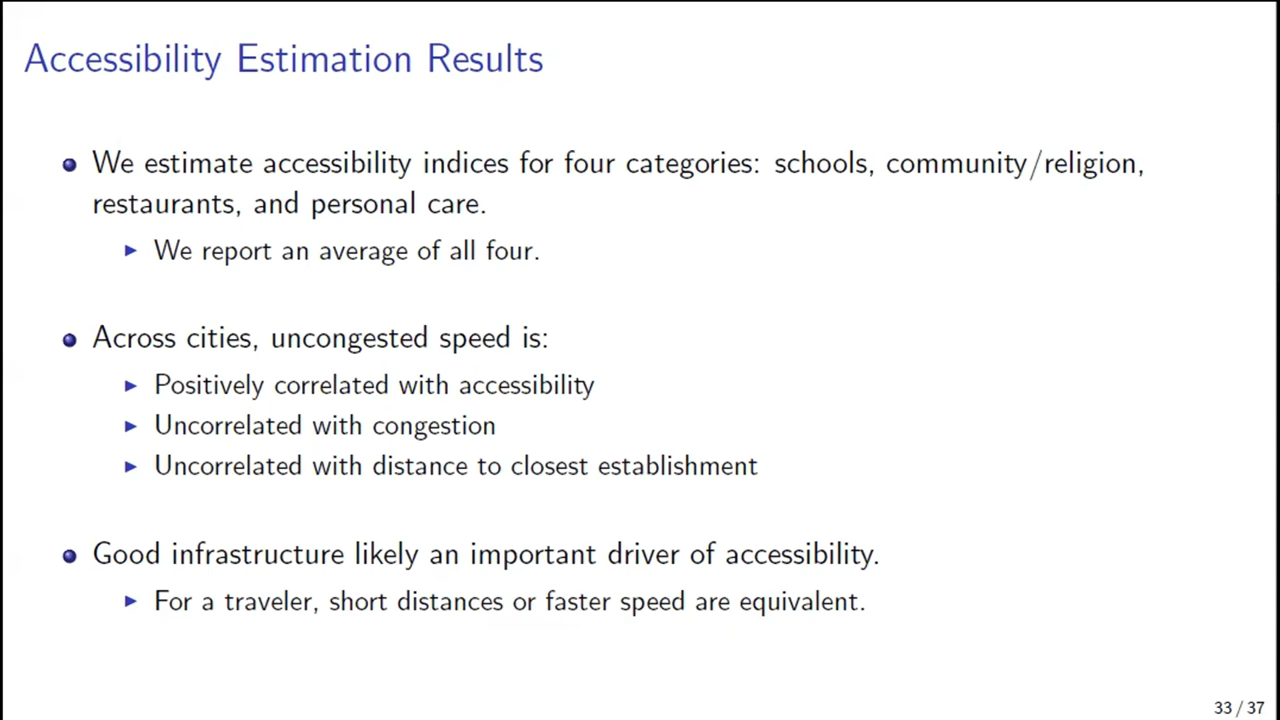 Accessibility Estimation Results
We estimate accessibility indices for four categories: schools, community/religion,
restaurants, and personal care.
We report an average of all four.
Across cities, uncongested speed is:
Positively correlated with accessibility
Uncorrelated with congestion
Uncorrelated with distance to closest establishment
Good infrastructure likely an important driver of accessibility.
For a traveler, short distances or faster speed are equivalent.
33 / 37